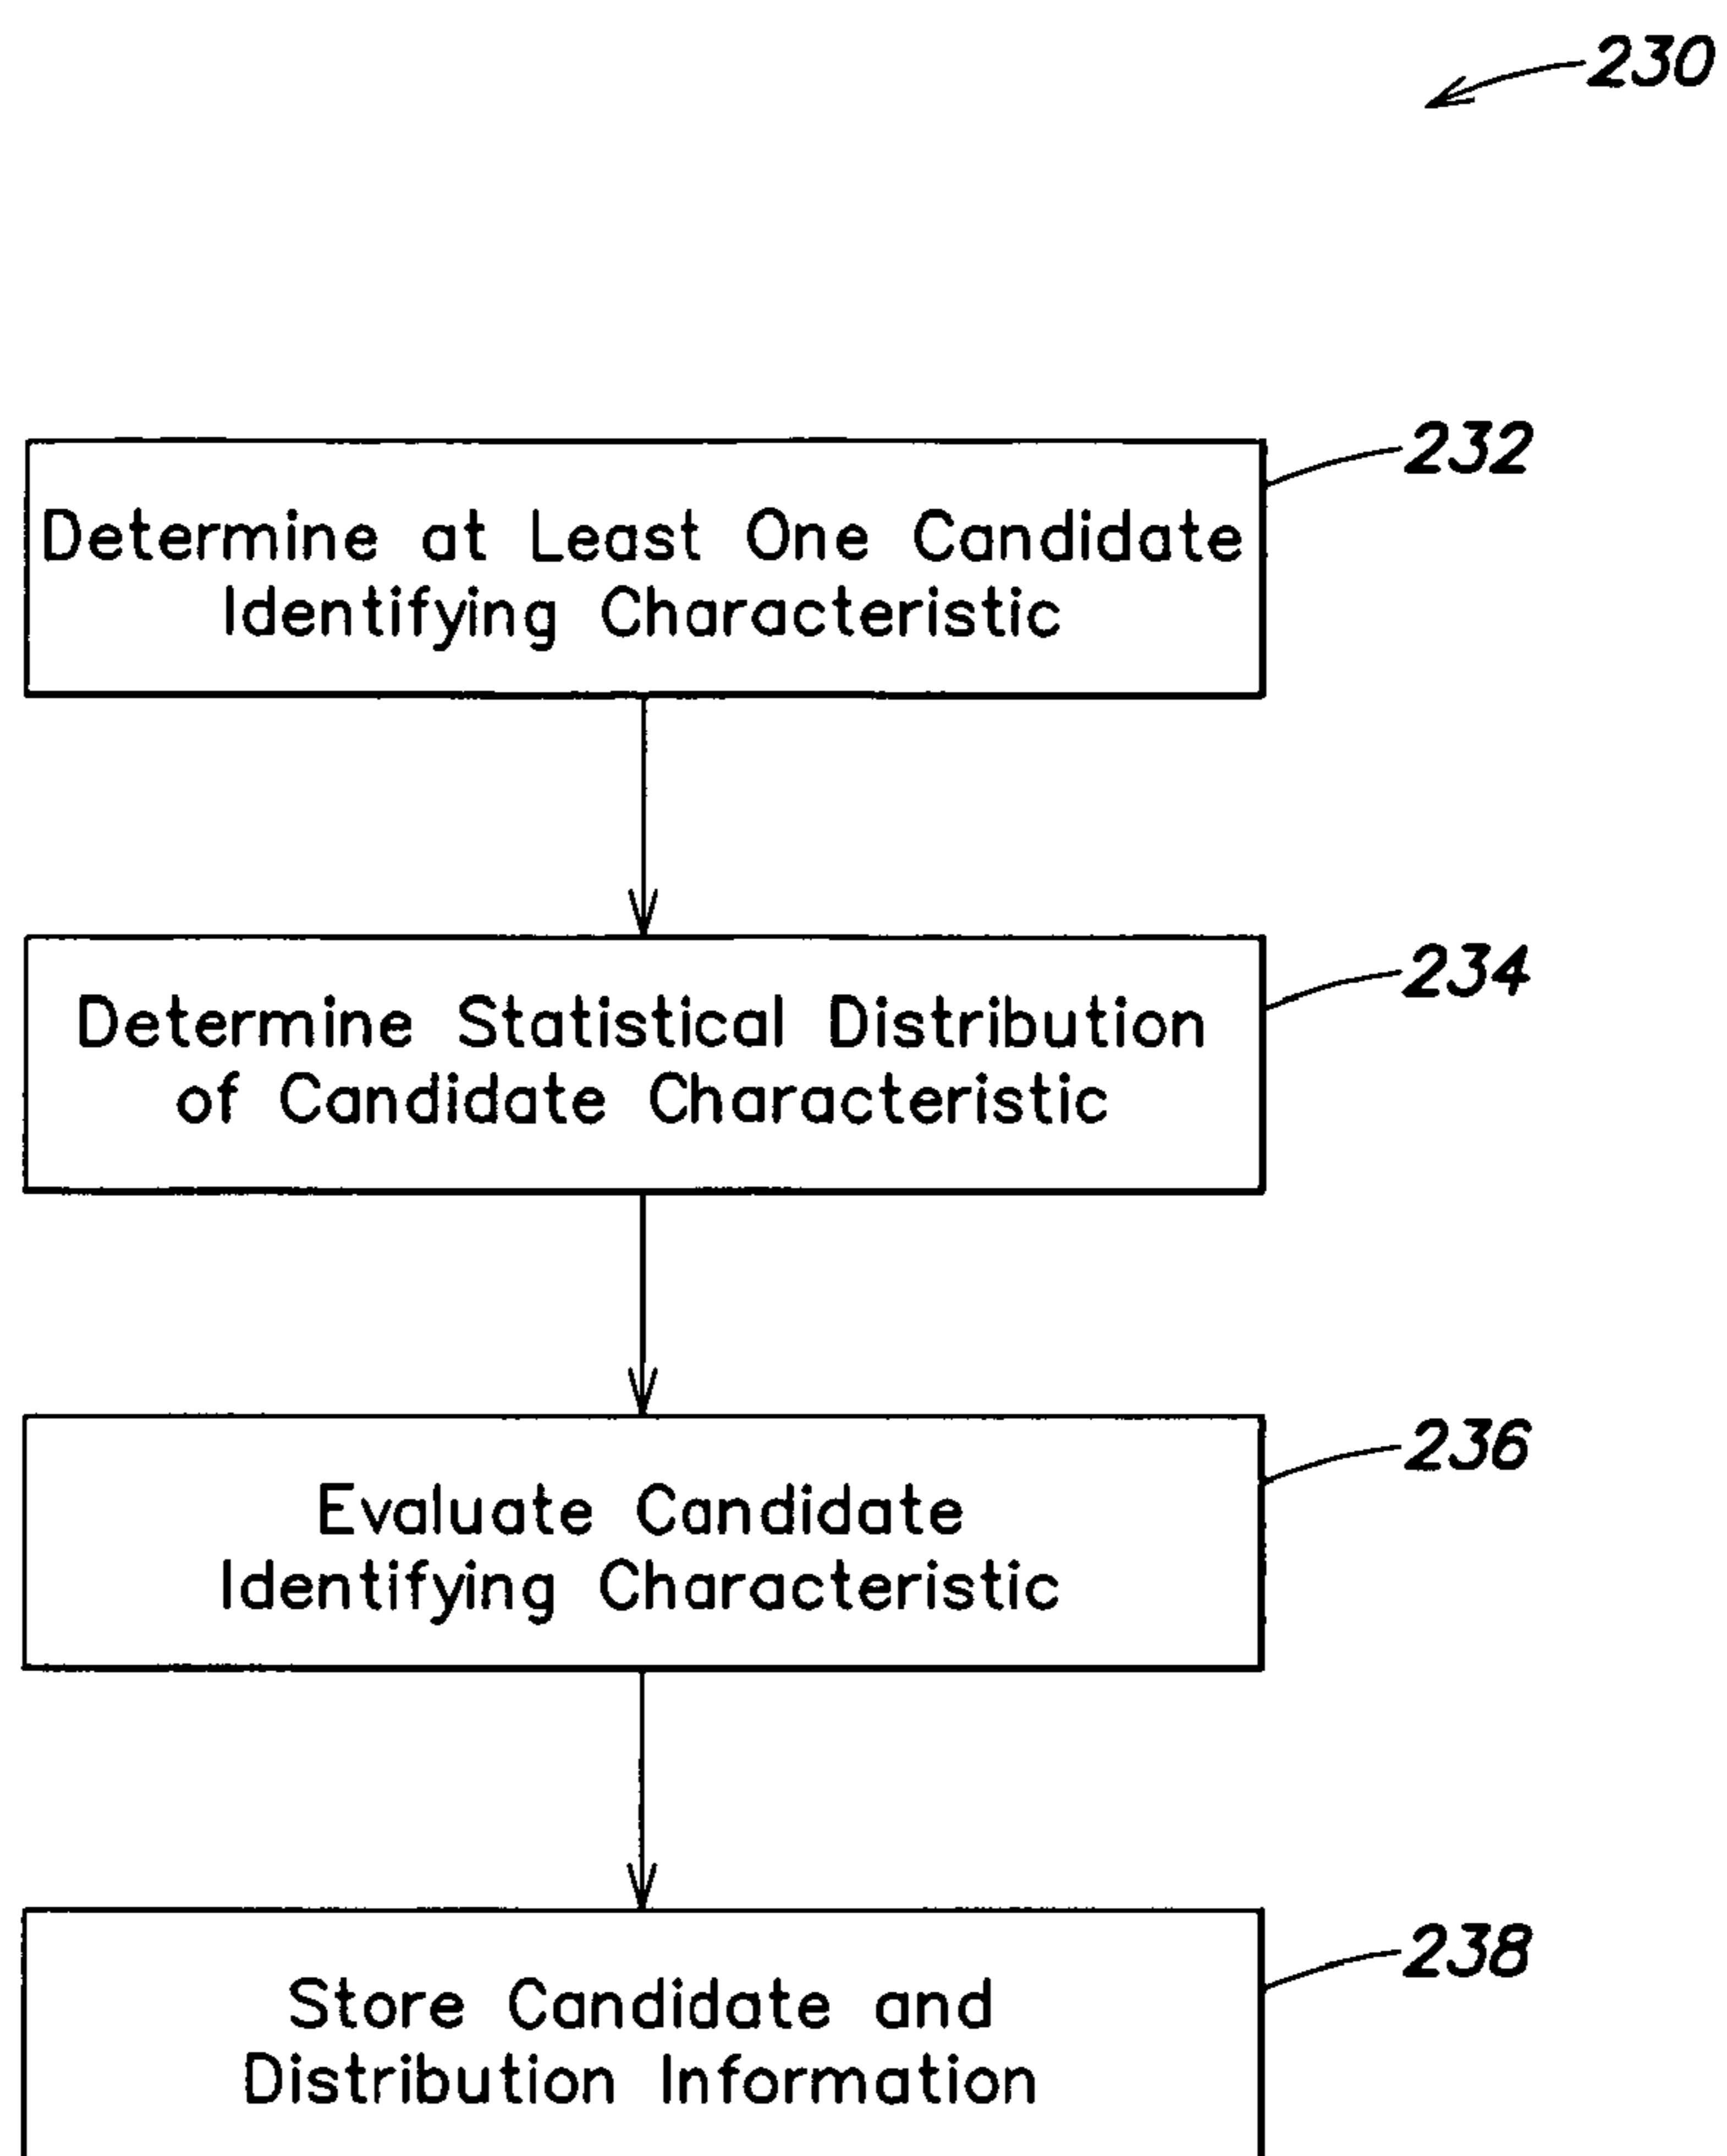 230
232
Determine at Least One Candidate
Identifying Characteristic
234
Determine Statistical Distribution
of Candidate Characteristic
236
Evaluate Candidate
Identifying Characteristic
238
Store Candidate and
Distribution Information